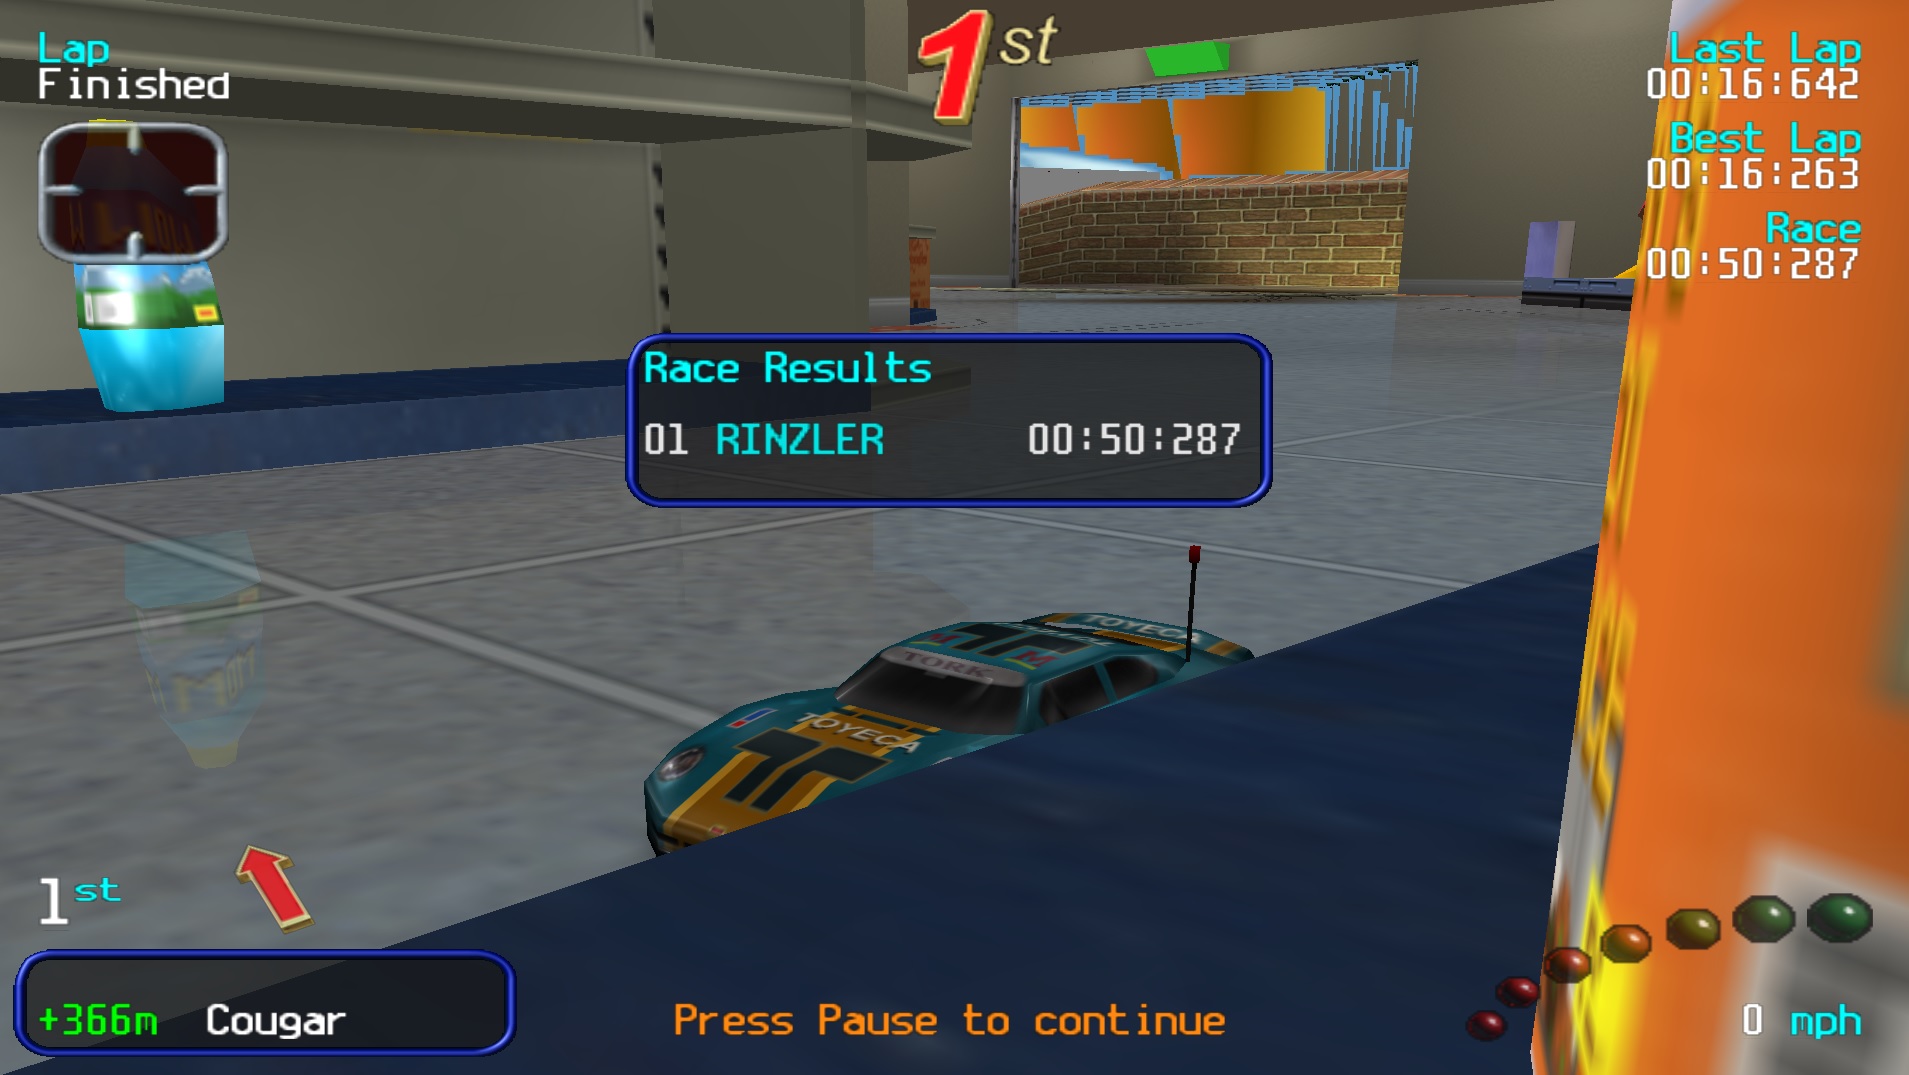 1st
Lap
Finished
Last Lap
00:16:642
Best Lap
00:16:263
Race
00:50:287
Race Results
01 RINZLER 00:50:287
TOYECA
M M
TORK
TOYECA
1st
+366m Cougar
Press Pause to continue
0 mph